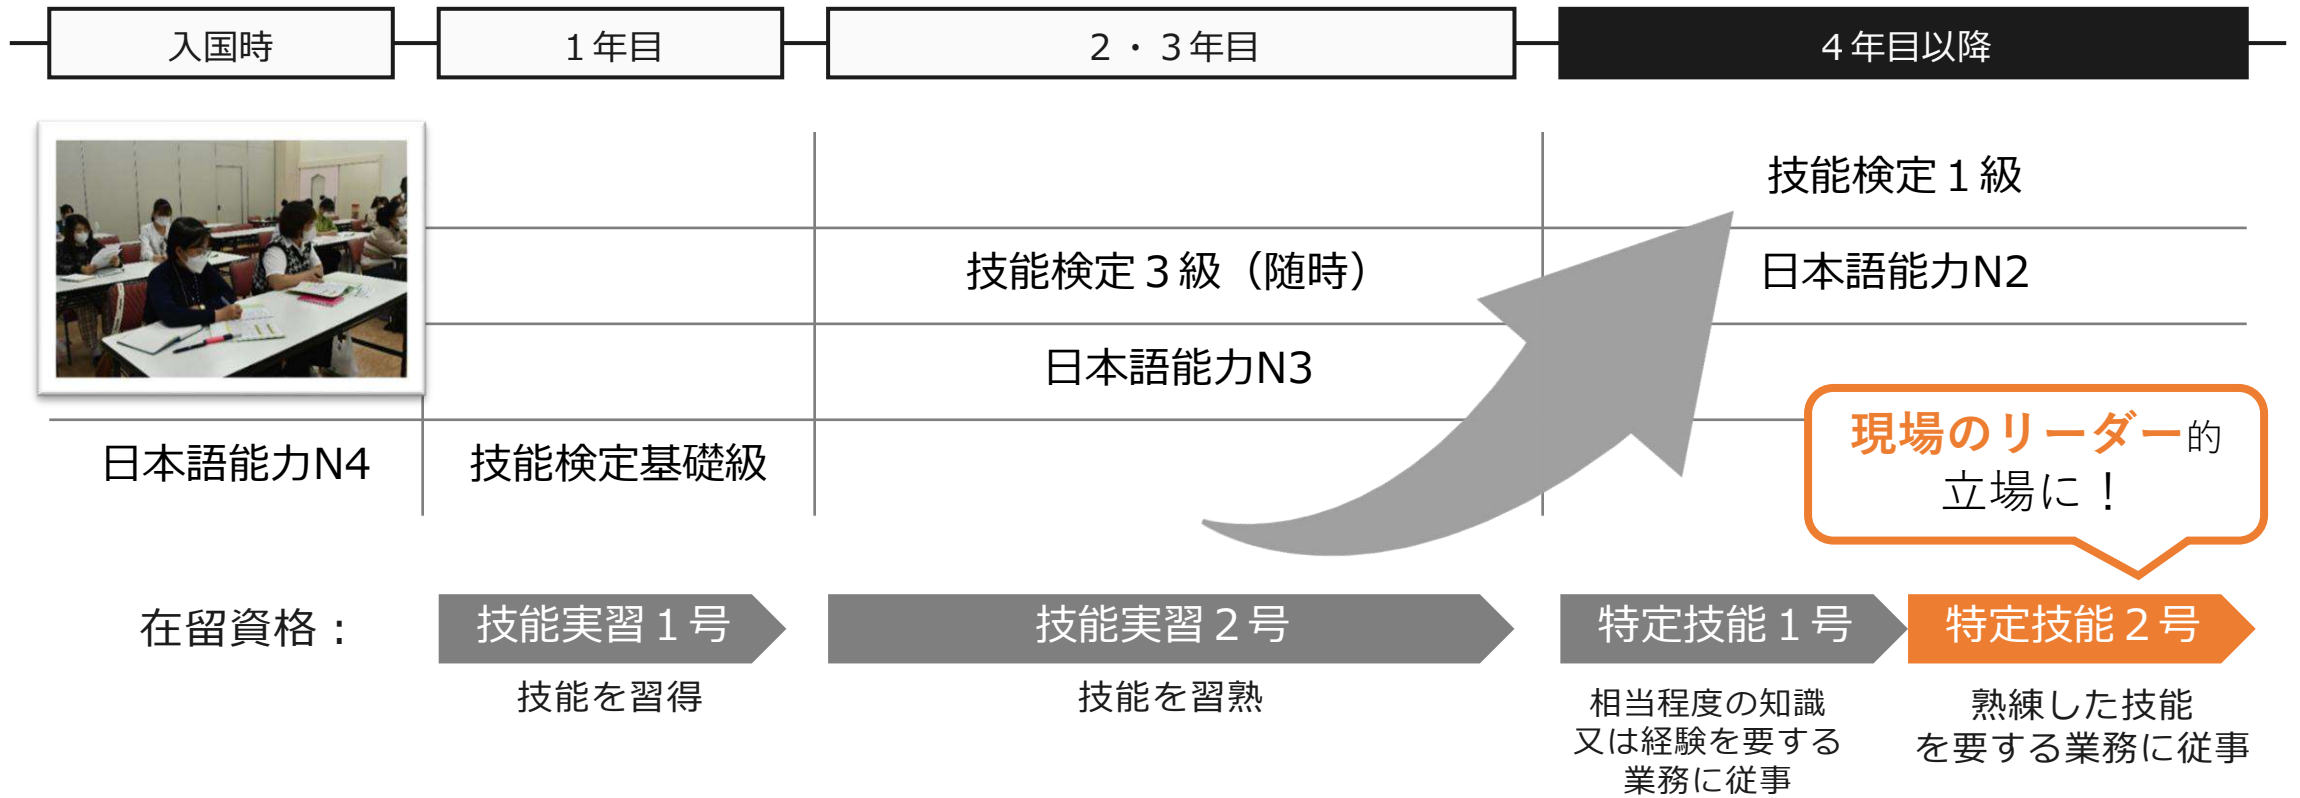 入国時
１年目
２・３年目
４年目以降
技能検定１級
技能検定３級（随時）
日本語能力N2
日本語能力N3
日本語能力N4
技能検定基礎級
現場のリーダー的
立場に！
在留資格：
技能実習１号
技能実習２号
特定技能１号
特定技能２号
技能を習得
技能を習熟
相当程度の知識
又は経験を要する
業務に従事
熟練した技能
を要する業務に従事